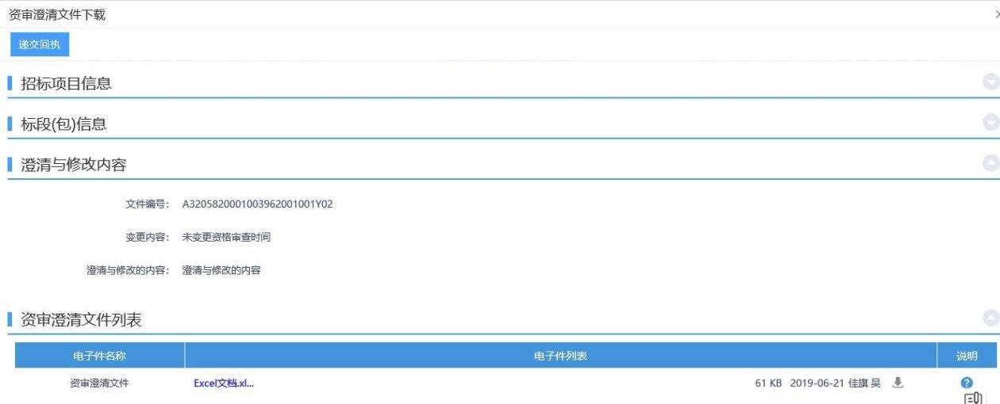 资审澄清文件下载
递交回执
招标项目信息
标段(包)信息
澄清与修改内容
文件编号： A3205820001003962001001Y02
变更内容： 未变更资格审查时间
澄清与修改的内容： 澄清与修改的内容
资审澄清文件列表
电子件名称 电子件列表 说明
资审澄清文件 Excel文档.xl... 61 KB 2019-06-21 佳旗 吴